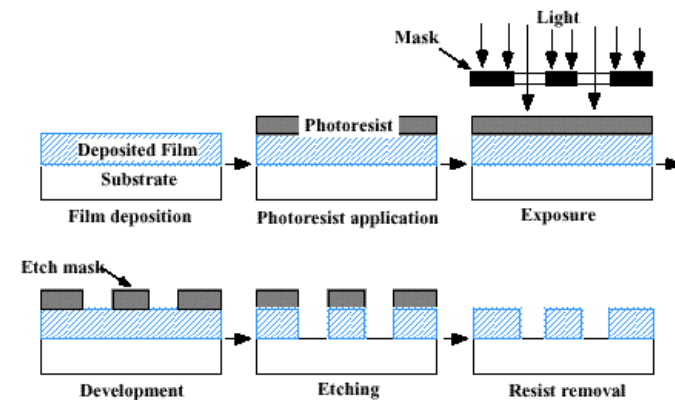 Light
Mask
Photoresist
Deposited Film
Substrate
Film deposition
Photoresist application
Exposure
Etch mask
Development
Etching
Resist removal